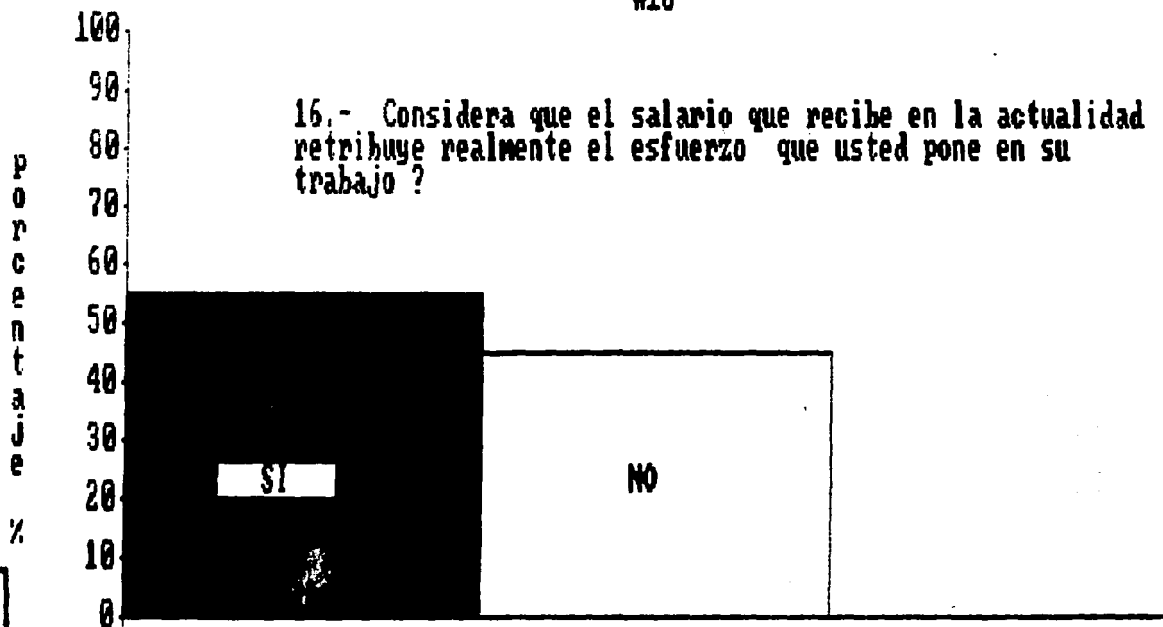 100
90
80
70
60
50
40
30
20
10
0
porcentaje %
16.- Considera que el salario que recibe en la actualidad
retribuye realmente el esfuerzo que usted pone en su
trabajo ?
SI
NO